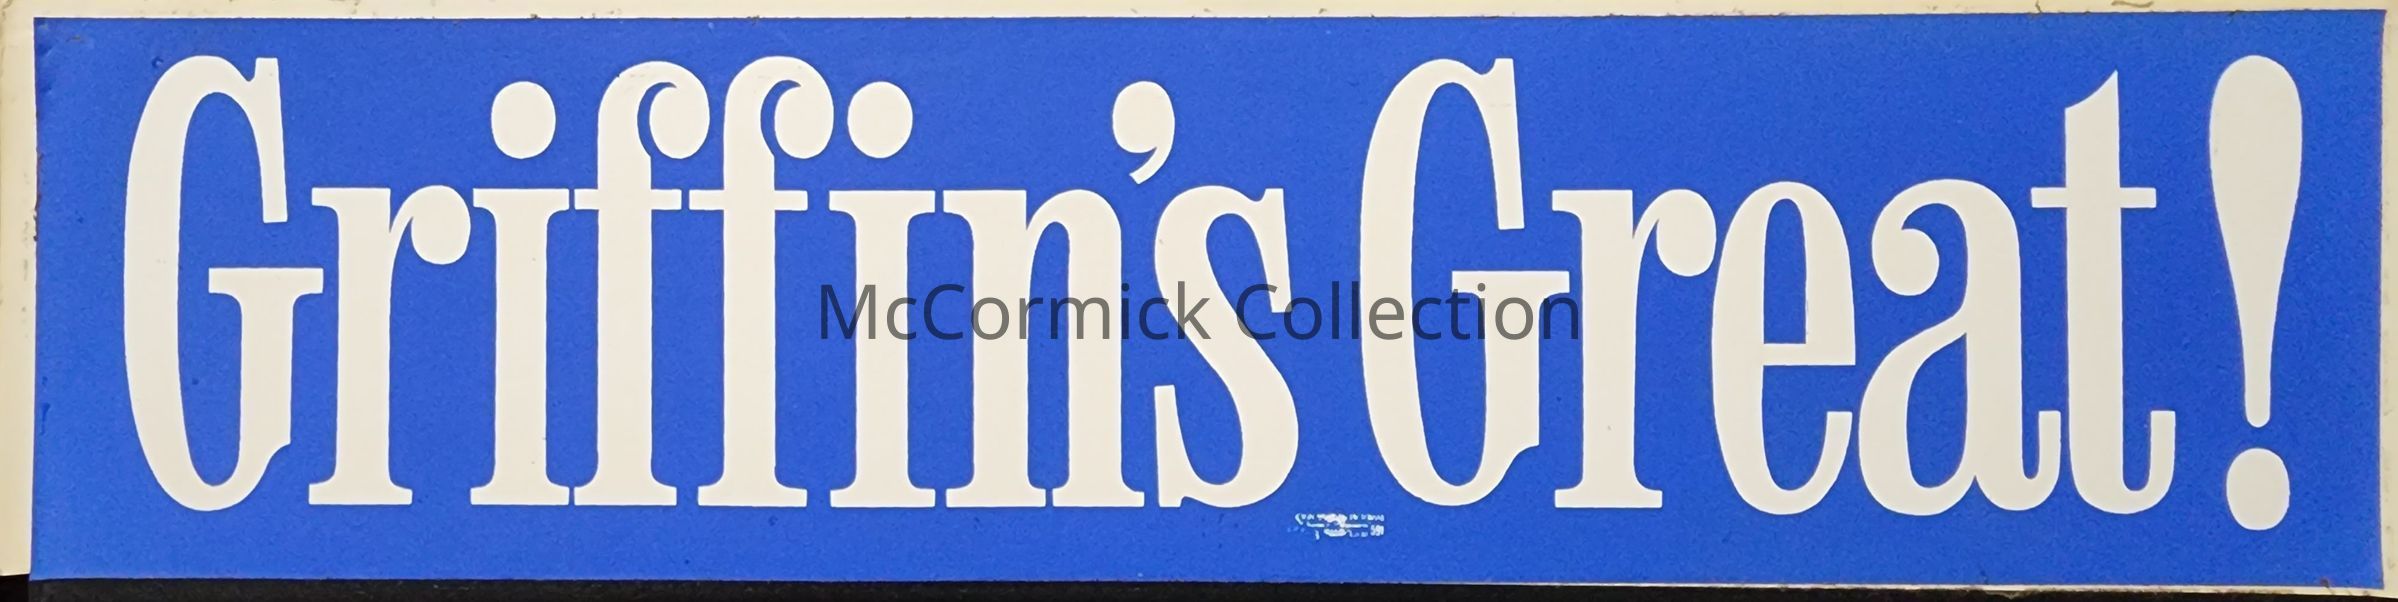 Griffin's Great!
McCormick Collection